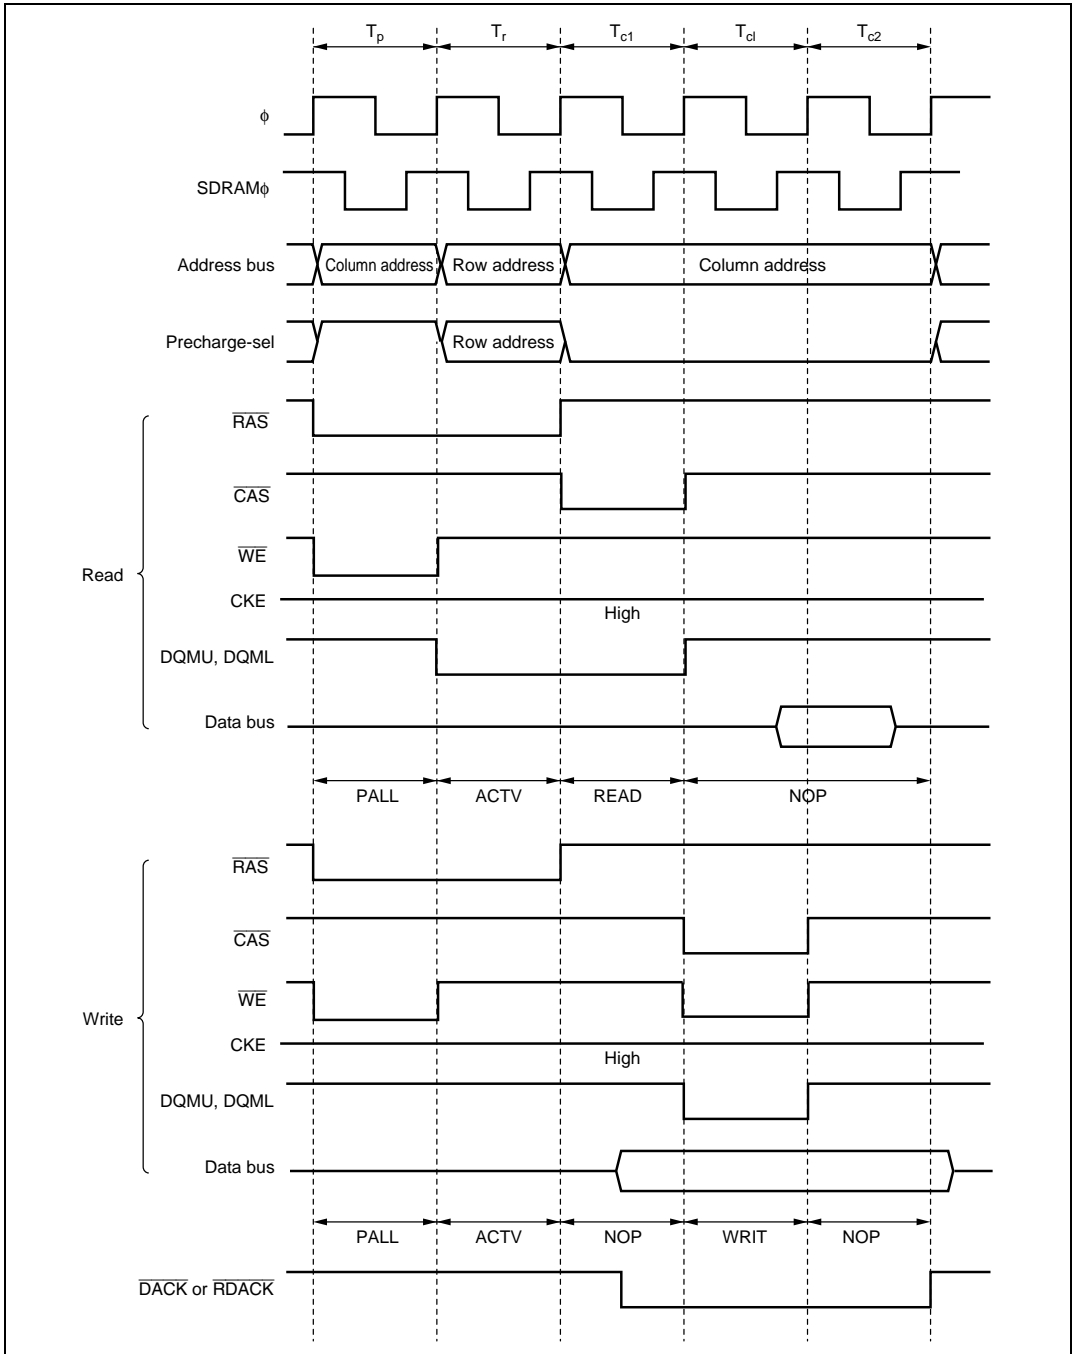 Tp Tr Tc1 Tcl Tc2
ϕ
SDRAMϕ
Address bus Column address Row address Column address
Precharge-sel Row address
RAS
CAS
WE
Read
CKE
High
DQMU, DQML
Data bus
PALL ACTV READ NOP
RAS
CAS
WE
Write
CKE
High
DQMU, DQML
Data bus
PALL ACTV NOP WRIT NOP
DACK or RDACK